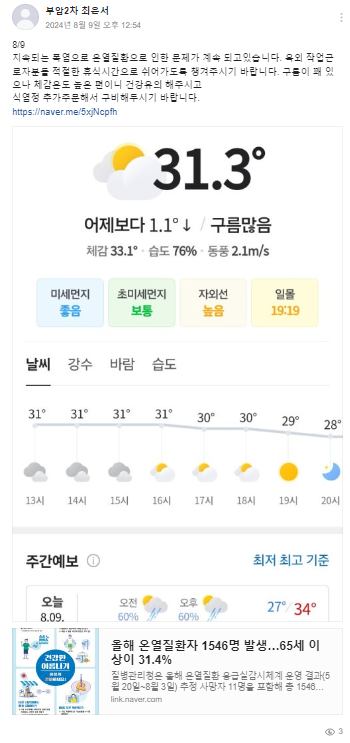 부암2차 최은서
2024년 8월 9일 오후 12:54
8/9
지속되는 폭염으로 온열질환으로 인한 문제가 계속 되고있습니다. 옥외 작업근
로자분들 적절한 휴식시간으로 쉬어가도록 챙겨주시기 바랍니다. 구름이 꽤 있
으나 체감온도 높은 편이니 건강유의 해주시고
식염정 추가주문해서 구비해두시기 바랍니다.
https://naver.me/5xjNcpfh
31.3°
어제보다 1.1°↓ / 구름많음
체감 33.1° · 습도 76% · 동풍 2.1m/s
미세먼지 초미세먼지 자외선 일몰
좋음 보통 높음 19:19
날씨 강수 바람 습도
31° 31° 31° 31° 30° 30° 29° 28°
13시 14시 15시 16시 17시 18시 19시 20시
주간예보 최저 최고 기준
오늘 오전 오후
8.09. 60% 60% 27° 34°
건강한
여름나기
올해 온열질환자 1546명 발생…65세 이
상이 31.4%
질병관리청은 올해 온열질환 응급실감시체계 운영 결과(5
월 20일~8월 3일) 추정 사망자 11명을 포함해 총 1546…
link.naver.com
3